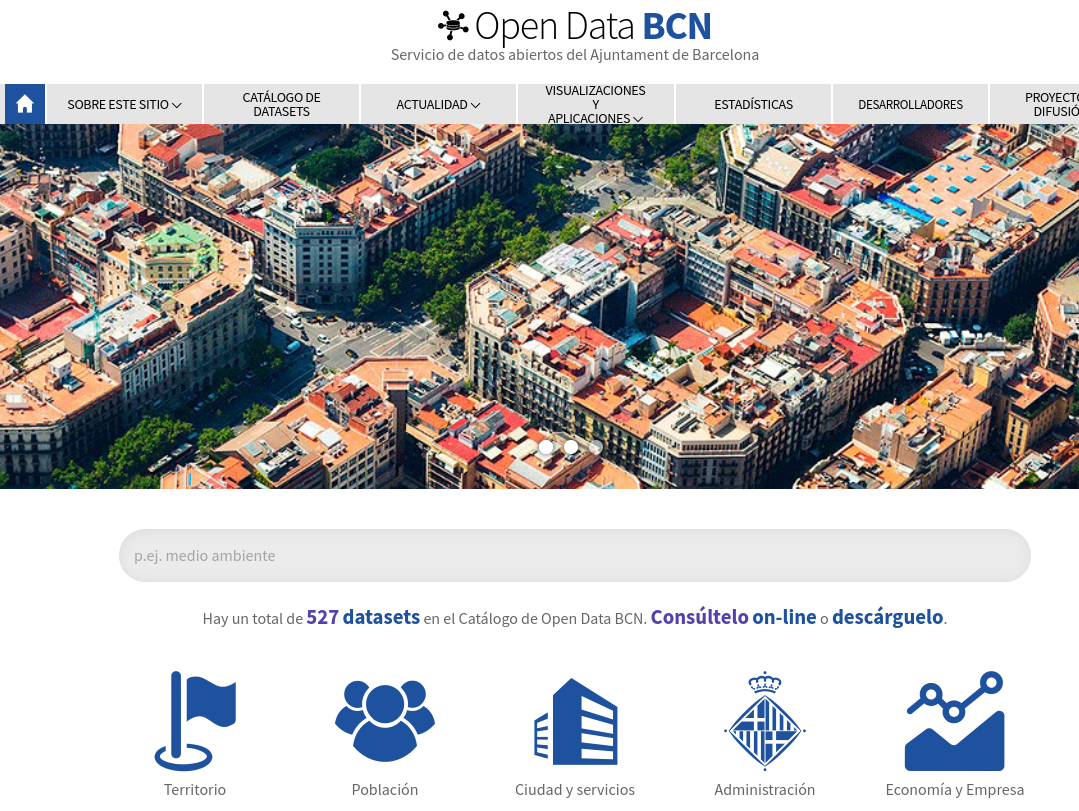 Open Data BCN
Servicio de datos abiertos del Ajuntament de Barcelona
SOBRE ESTE SITIO
CATÁLOGO DE
DATASETS
ACTUALIDAD
VISUALIZACIONES
Y
APLICACIONES
ESTADÍSTICAS
DESARROLLADORES
PROYECTO
DIFUSIÓ
p.ej. medio ambiente
Hay un total de 527 datasets en el Catálogo de Open Data BCN. Consúltelo on-line o descárguelo.
Territorio
Población
Ciudad y servicios
Administración
Economía y Empresa